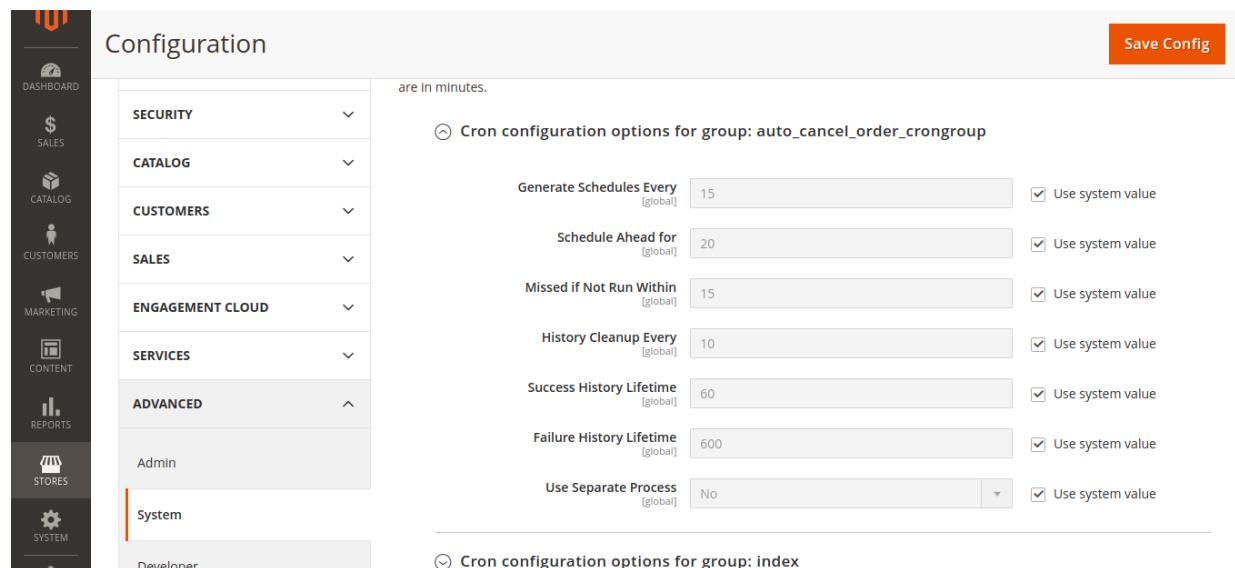 Configuration
Save Config
DASHBOARD
SALES
CATALOG
CUSTOMERS
MARKETING
CONTENT
REPORTS
STORES
SYSTEM
SECURITY
CATALOG
CUSTOMERS
SALES
ENGAGEMENT CLOUD
SERVICES
ADVANCED
Admin
System
Developer
are in minutes.
Cron configuration options for group: auto_cancel_order_crongroup
Generate Schedules Every 15 Use system value
[global]
Schedule Ahead for 20 Use system value
[global]
Missed if Not Run Within 15 Use system value
[global]
History Cleanup Every 10 Use system value
[global]
Success History Lifetime 60 Use system value
[global]
Failure History Lifetime 600 Use system value
[global]
Use Separate Process No Use system value
[global]
Cron configuration options for group: index